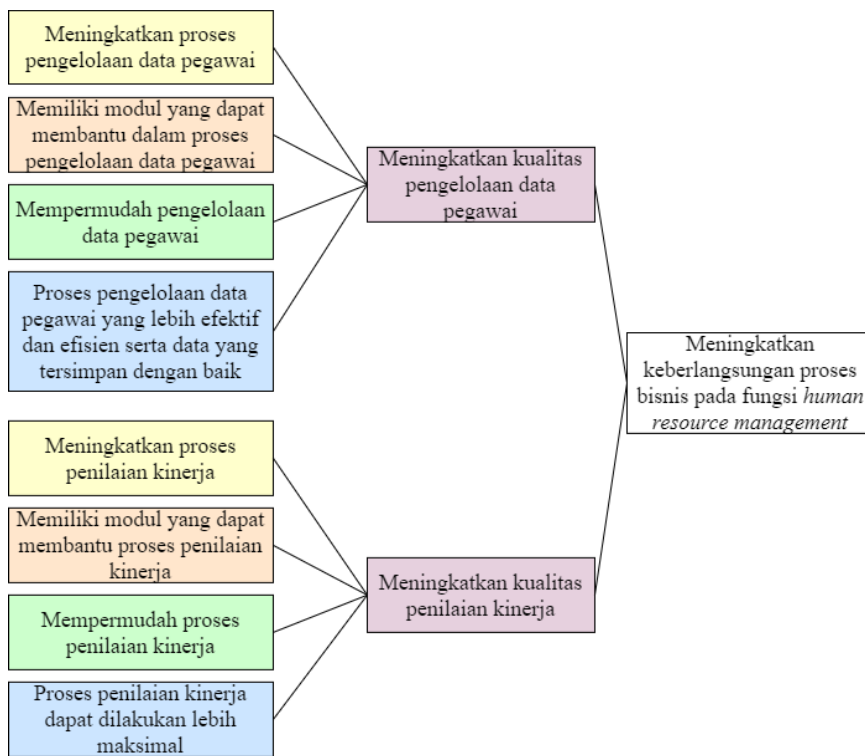 Meningkatkan proses
pengelolaan data pegawai
Memiliki modul yang dapat
membantu dalam proses
pengelolaan data pegawai
Mempermudah pengelolaan
data pegawai
Proses pengelolaan data
pegawai yang lebih efektif
dan efisien serta data yang
tersimpan dengan baik
Meningkatkan kualitas
pengelolaan data
pegawai
Meningkatkan proses
penilaian kinerja
Memiliki modul yang dapat
membantu proses penilaian
kinerja
Mempermudah proses
penilaian kinerja
Proses penilaian kinerja
dapat dilakukan lebih
maksimal
Meningkatkan kualitas
penilaian kinerja
Meningkatkan
keberlangsungan proses
bisnis pada fungsi human
resource management